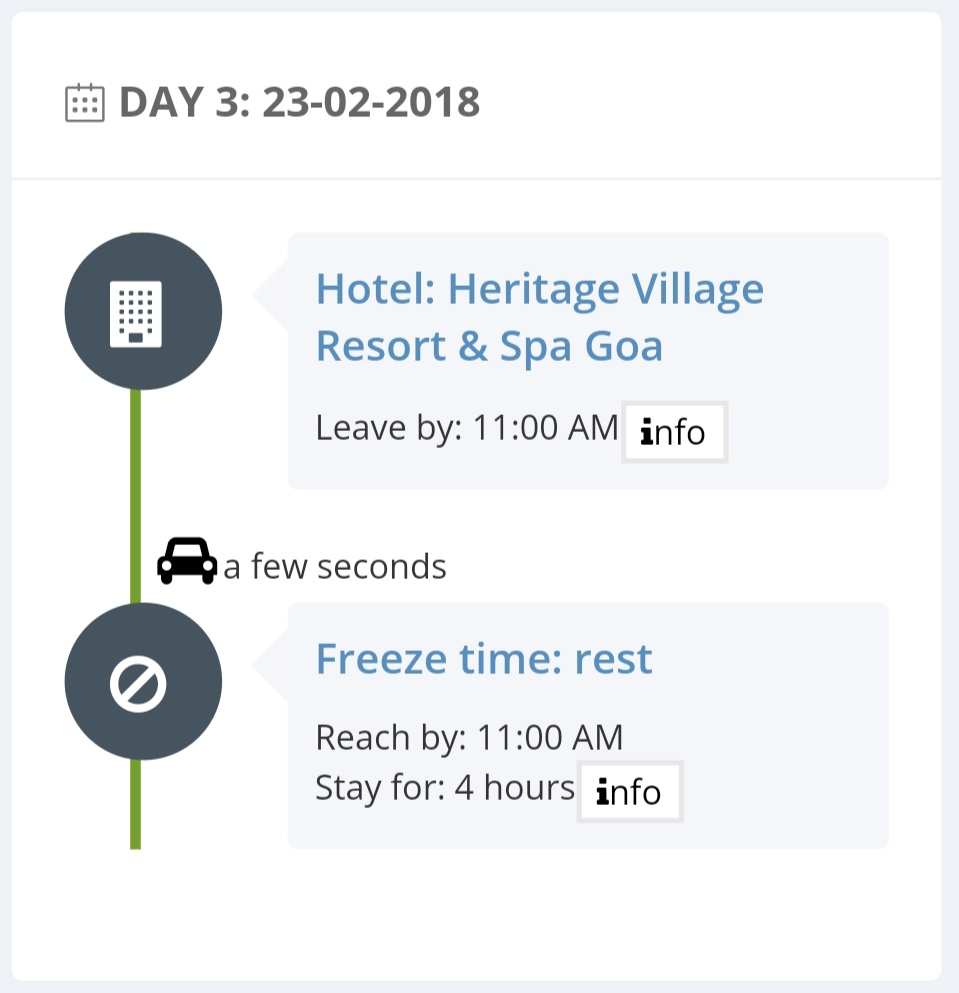 DAY 3: 23-02-2018
Hotel: Heritage Village
Resort & Spa Goa
Leave by: 11:00 AM info
a few seconds
Freeze time: rest
Reach by: 11:00 AM
Stay for: 4 hours info